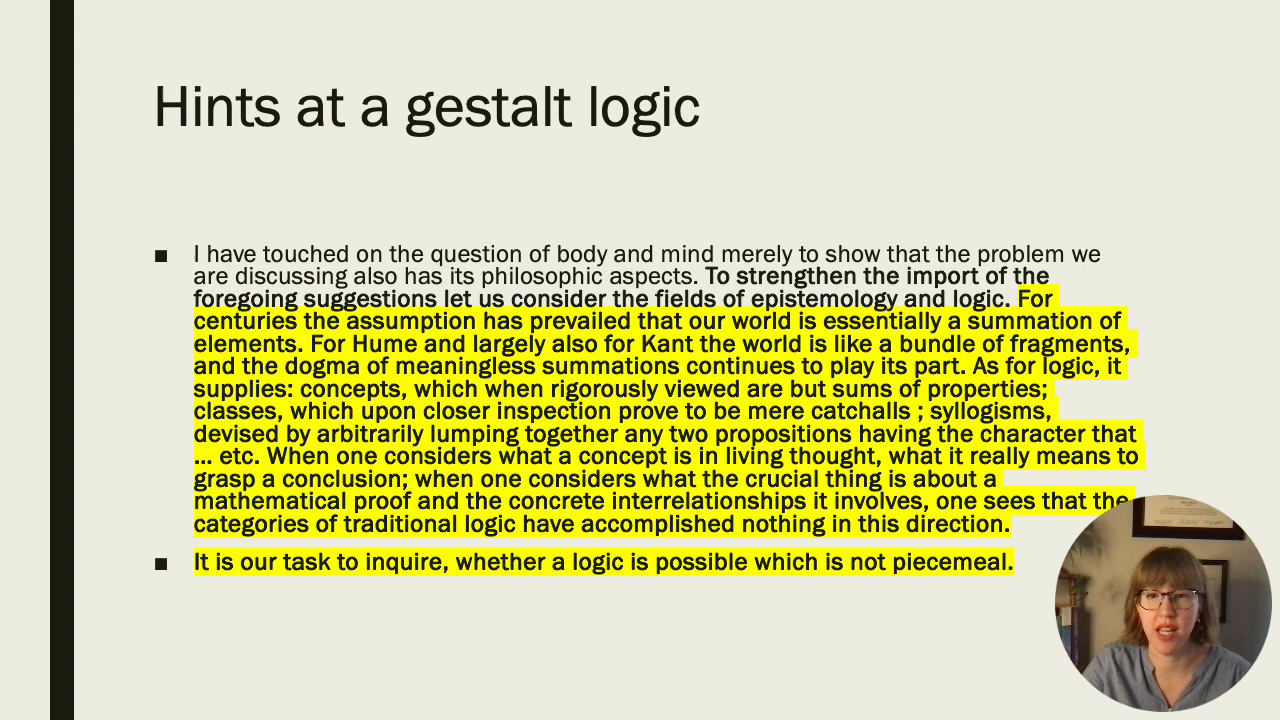 Hints at a gestalt logic
■ I have touched on the question of body and mind merely to show that the problem we
are discussing also has its philosophic aspects. To strengthen the import of the
foregoing suggestions let us consider the fields of epistemology and logic. For
centuries the assumption has prevailed that our world is essentially a summation of
elements. For Hume and largely also for Kant the world is like a bundle of fragments,
and the dogma of meaningless summations continues to play its part. As for logic, it
supplies: concepts, which when rigorously viewed are but sums of properties;
classes, which upon closer inspection prove to be mere catchalls ; syllogisms,
devised by arbitrarily lumping together any two propositions having the character that
... etc. When one considers what a concept is in living thought, what it really means to
grasp a conclusion; when one considers what the crucial thing is about a
mathematical proof and the concrete interrelationships it involves, one sees that the
categories of traditional logic have accomplished nothing in this direction.
■ It is our task to inquire, whether a logic is possible which is not piecemeal.